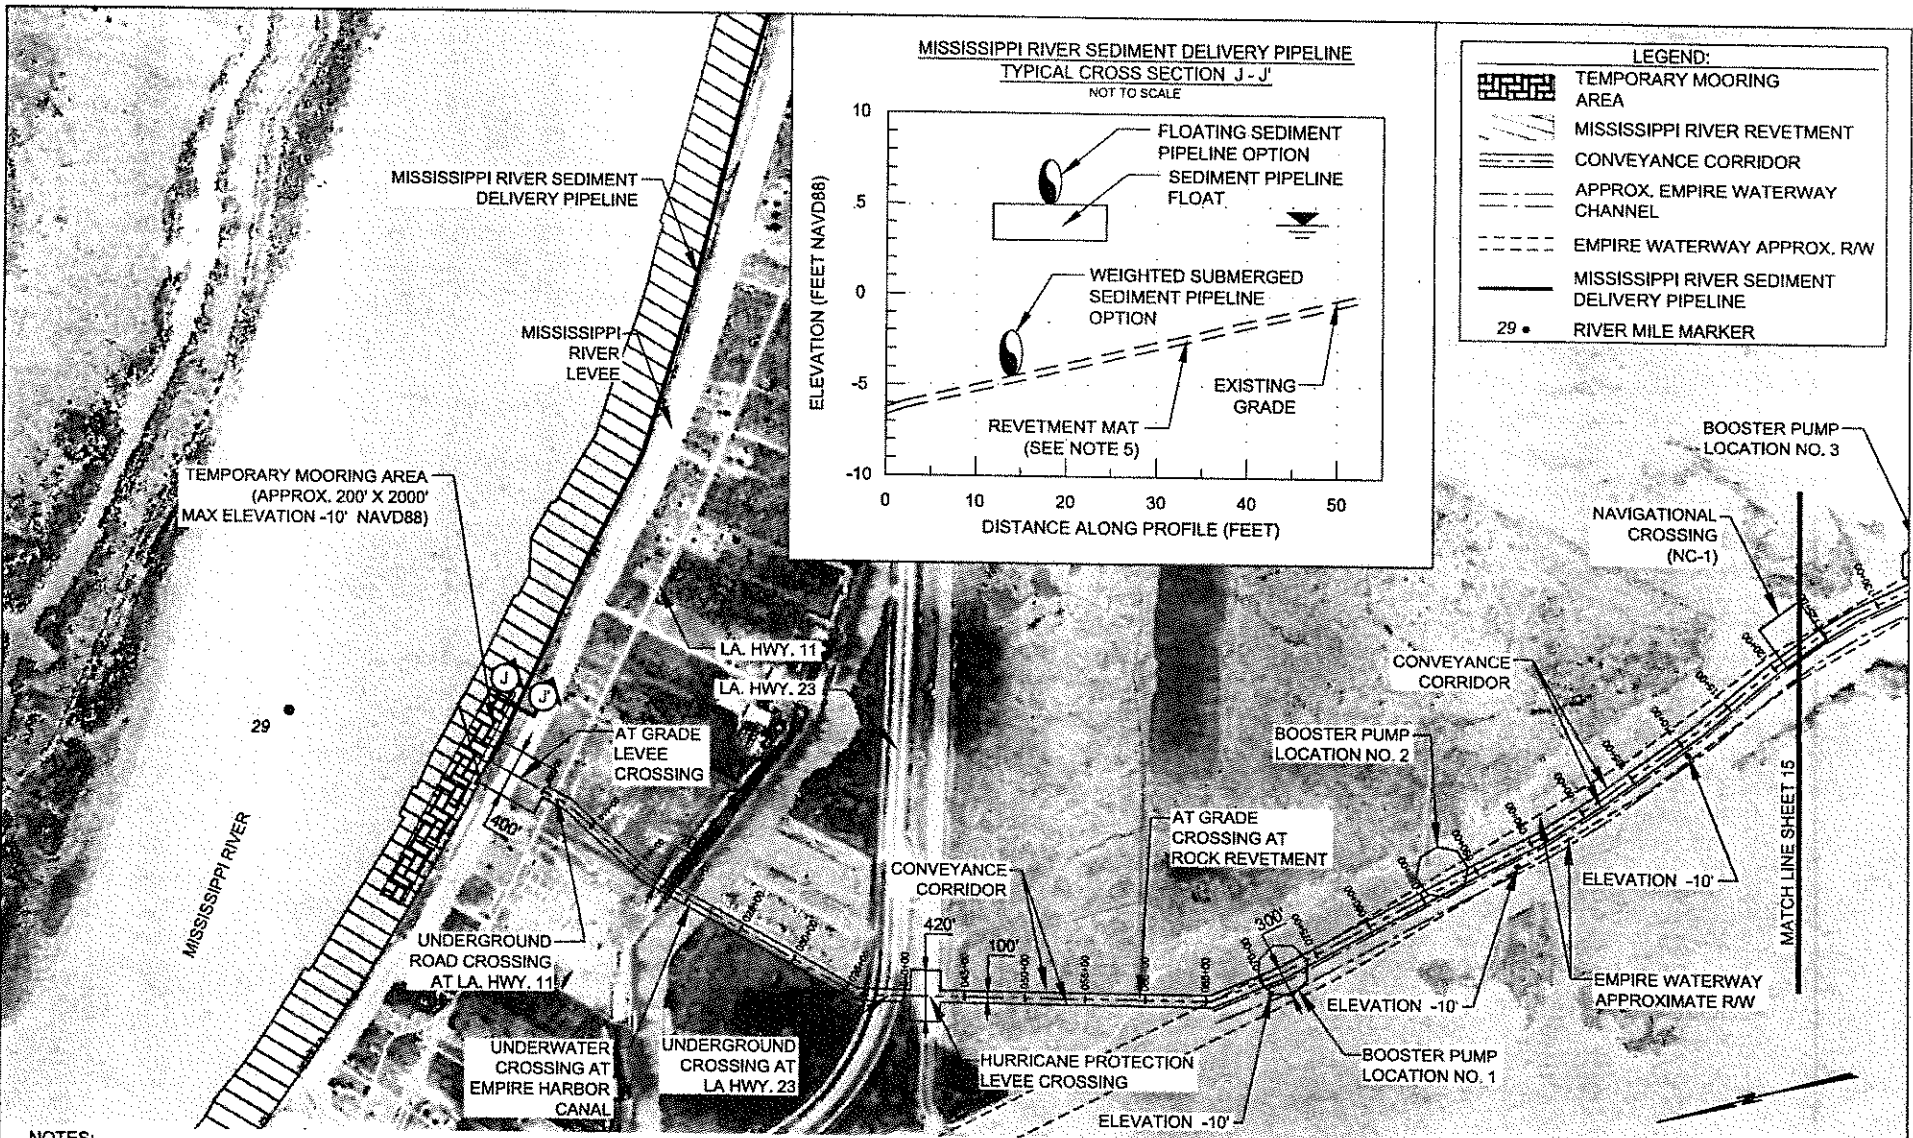 MISSISSIPPI RIVER SEDIMENT DELIVERY PIPELINE
TYPICAL CROSS SECTION J - J'
NOT TO SCALE
ELEVATION (FEET NAVD88)
10
5
0
-5
-10
0
10
20
30
40
50
DISTANCE ALONG PROFILE (FEET)
FLOATING SEDIMENT
PIPELINE OPTION
SEDIMENT PIPELINE
FLOAT
WEIGHTED SUBMERGED
SEDIMENT PIPELINE
OPTION
EXISTING
GRADE
REVETMENT MAT
(SEE NOTE 5)
LEGEND:
TEMPORARY MOORING
AREA
MISSISSIPPI RIVER REVETMENT
CONVEYANCE CORRIDOR
APPROX. EMPIRE WATERWAY
CHANNEL
EMPIRE WATERWAY APPROX. R/W
MISSISSIPPI RIVER SEDIMENT
DELIVERY PIPELINE
29
RIVER MILE MARKER
MISSISSIPPI RIVER SEDIMENT
DELIVERY PIPELINE
MISSISSIPPI
RIVER
LEVEE
TEMPORARY MOORING AREA
(APPROX. 200' X 2000'
MAX ELEVATION -10' NAVD88)
BOOSTER PUMP
LOCATION NO. 3
NAVIGATIONAL
CROSSING
(NC-1)
LA. HWY. 11
LA. HWY. 23
J
J'
29
AT GRADE
LEVEE
CROSSING
400'
CONVEYANCE
CORRIDOR
BOOSTER PUMP
LOCATION NO. 2
MATCH LINE SHEET 15
AT GRADE
CROSSING AT
ROCK REVETMENT
CONVEYANCE
CORRIDOR
ELEVATION -10'
MISSISSIPPI RIVER
420'
100'
300'
UNDERGROUND
ROAD CROSSING
AT LA. HWY. 11
EMPIRE WATERWAY
APPROXIMATE R/W
ELEVATION -10'
UNDERWATER
CROSSING AT
EMPIRE HARBOR
CANAL
UNDERGROUND
CROSSING AT
LA HWY. 23
HURRICANE PROTECTION
LEVEE CROSSING
BOOSTER PUMP
LOCATION NO. 1
ELEVATION -10'
NOTES: